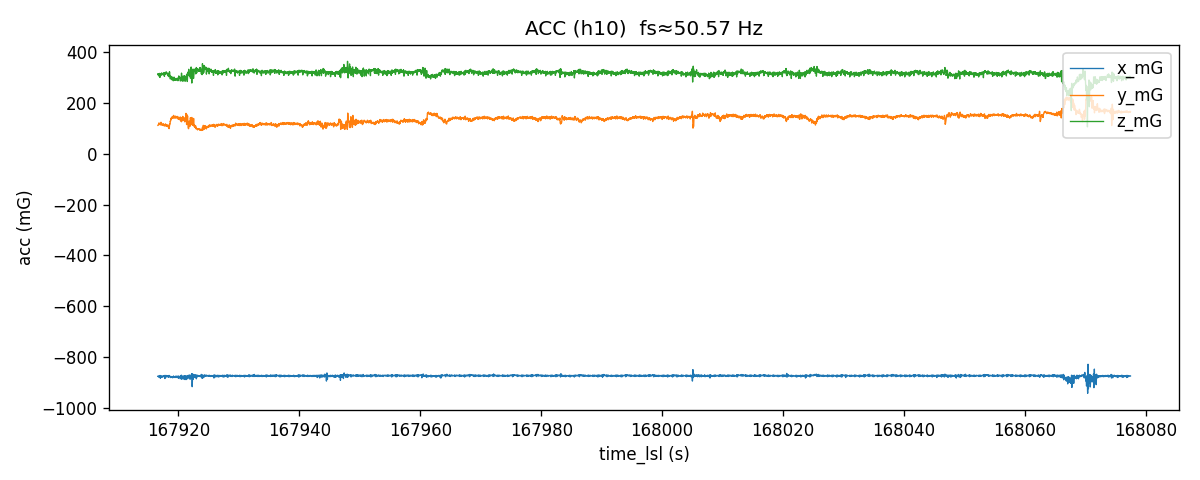 ACC (h10)  fs≈50.57 Hz
400
200
0
−200
−400
−600
−800
−1000
acc (mG)
x_mG
y_mG
z_mG
167920 167940 167960 167980 168000 168020 168040 168060 168080
time_lsl (s)